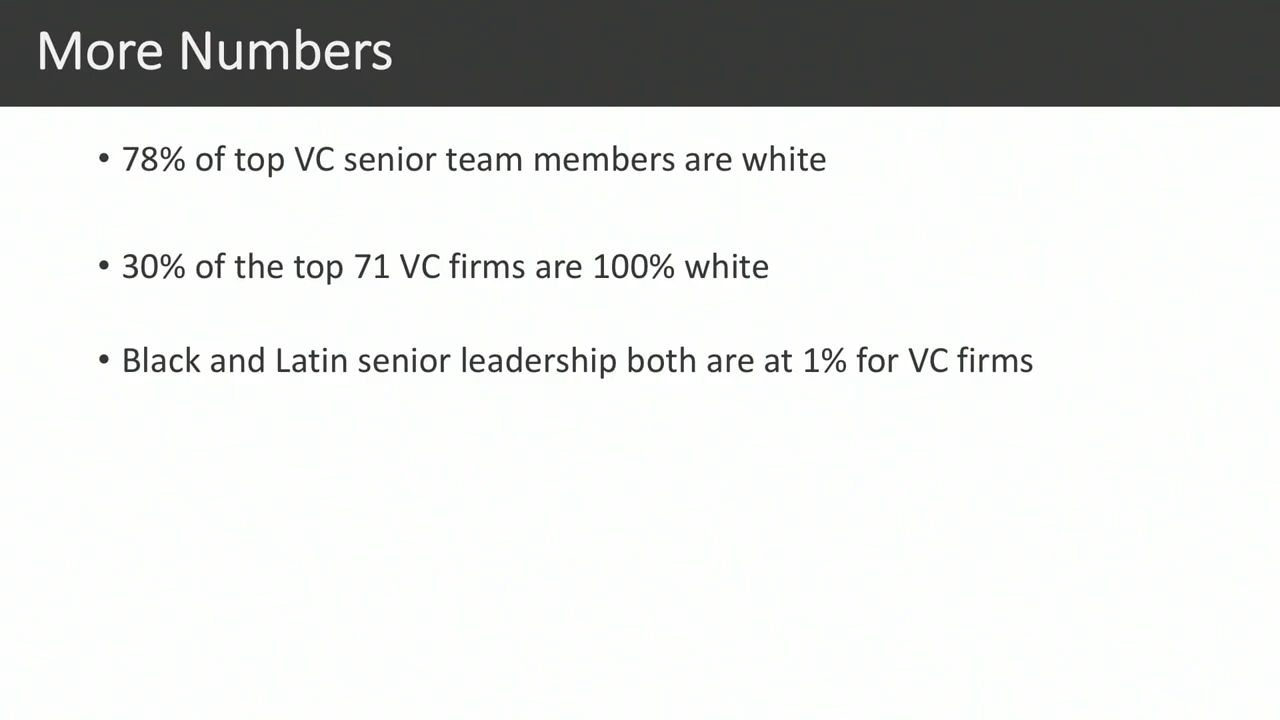 More Numbers
• 78% of top VC senior team members are white
• 30% of the top 71 VC firms are 100% white
• Black and Latin senior leadership both are at 1% for VC firms